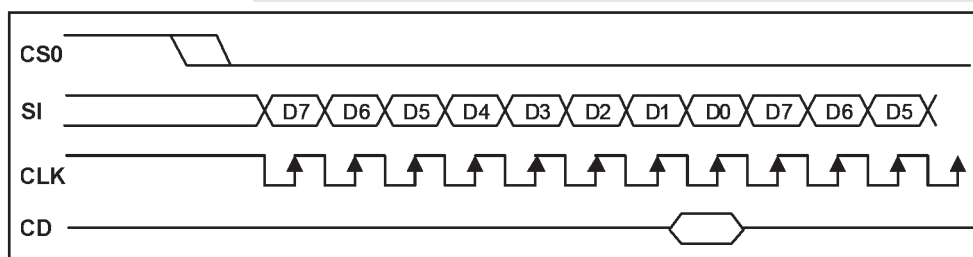 CS0
SI D7 D6 D5 D4 D3 D2 D1 D0 D7 D6 D5
CLK
CD